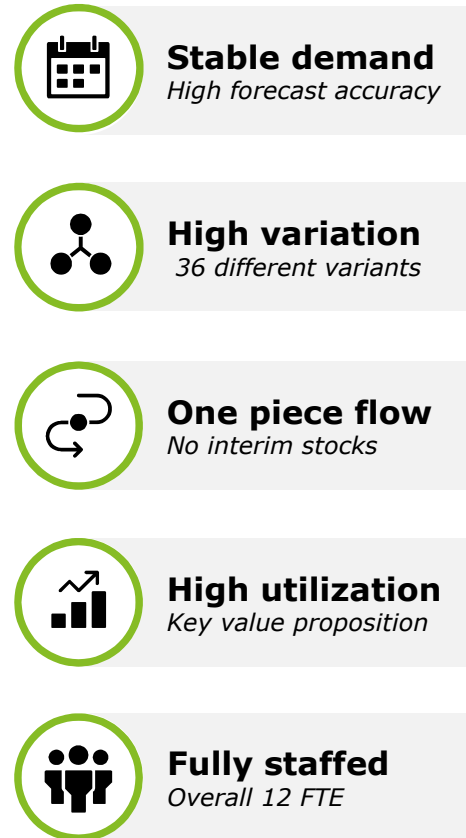 Stable demand
High forecast accuracy
High variation
36 different variants
One piece flow
No interim stocks
High utilization
Key value proposition
Fully staffed
Overall 12 FTE